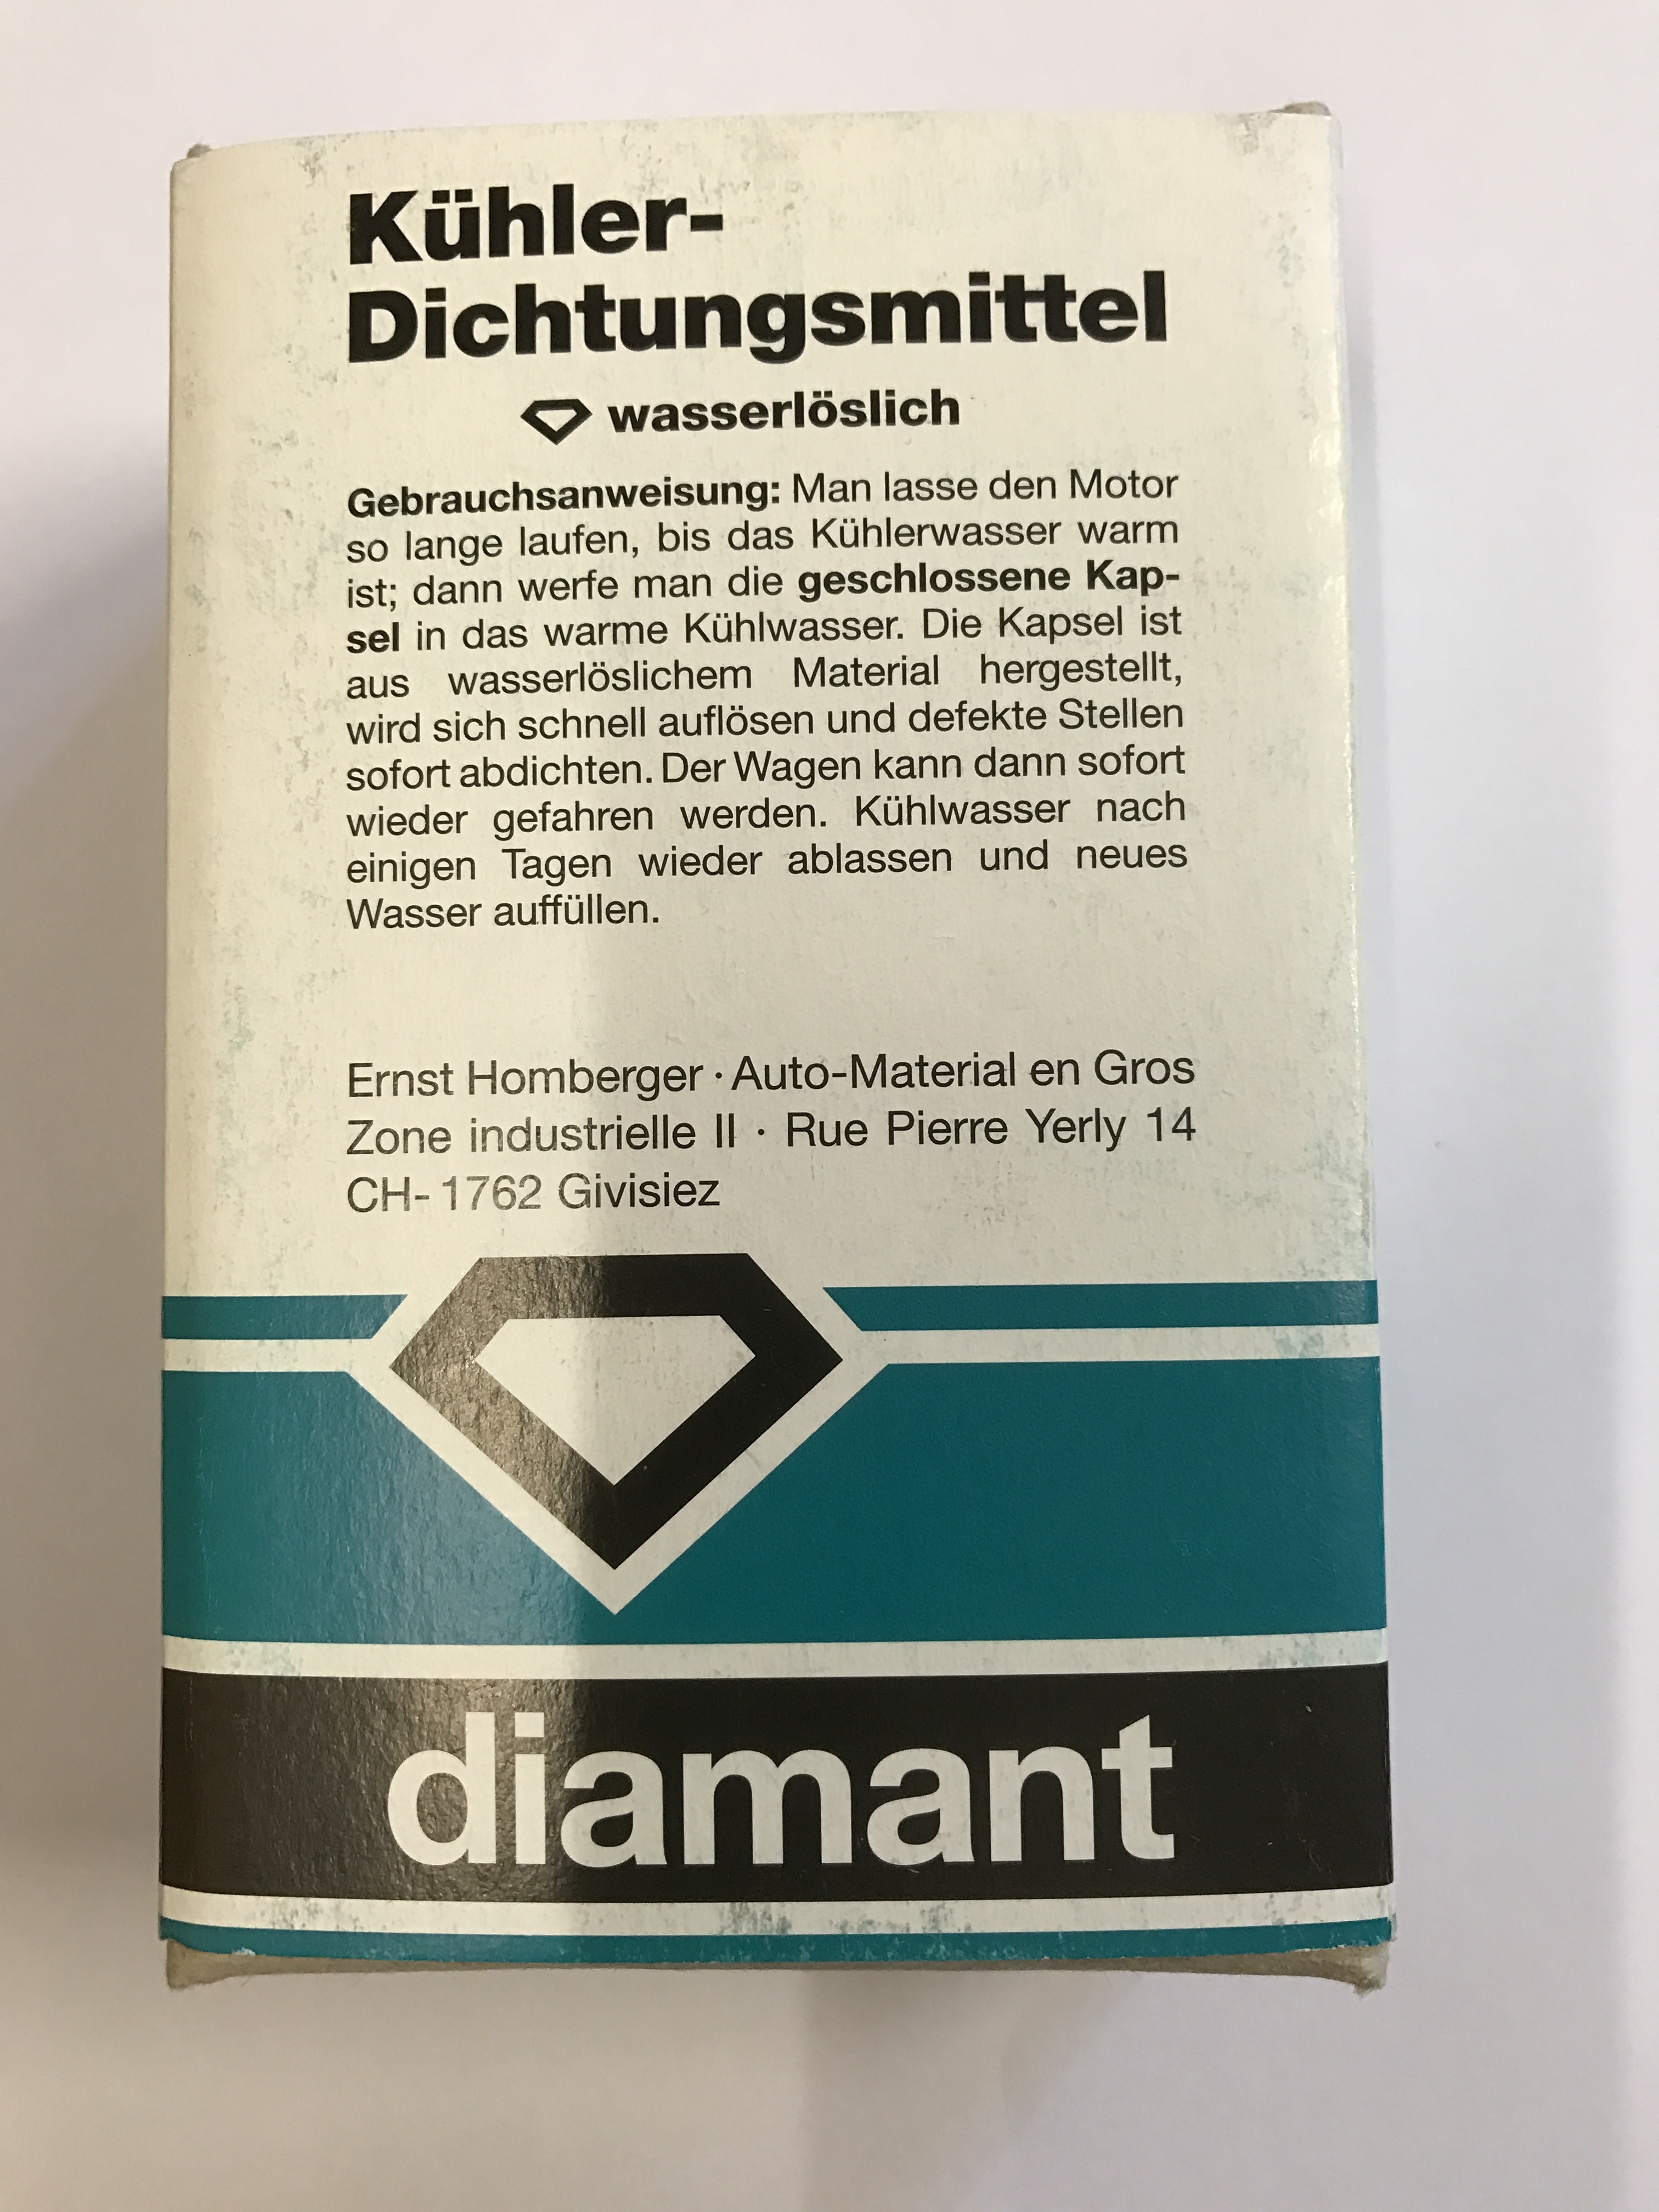 Kühler-
Dichtungsmittel
wasserlöslich
Gebrauchsanweisung: Man lasse den Motor
so lange laufen, bis das Kühlerwasser warm
ist; dann werfe man die geschlossene Kap-
sel in das warme Kühlwasser. Die Kapsel ist
aus wasserlöslichem Material hergestellt,
wird sich schnell auflösen und defekte Stellen
sofort abdichten. Der Wagen kann dann sofort
wieder gefahren werden. Kühlwasser nach
einigen Tagen wieder ablassen und neues
Wasser auffüllen.
Ernst Homberger · Auto-Material en Gros
Zone industrielle II · Rue Pierre Yerly 14
CH- 1762 Givisiez
diamant